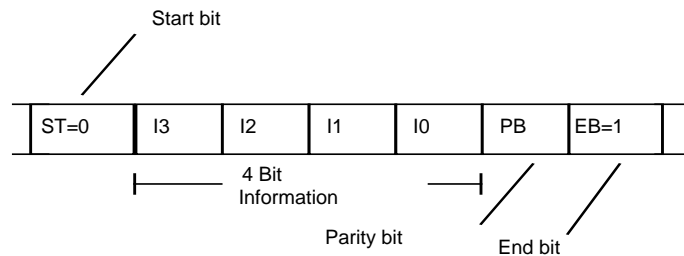 Start bit
ST=0 I3 I2 I1 I0 PB EB=1
4 Bit
Information
Parity bit
End bit